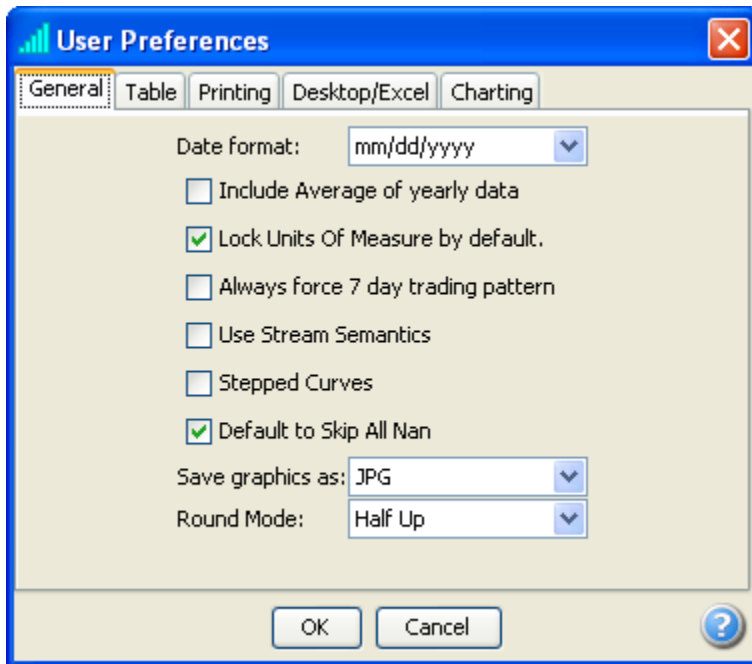 User Preferences
General Table Printing Desktop/Excel Charting
Date format: mm/dd/yyyy
Include Average of yearly data
Lock Units Of Measure by default.
Always force 7 day trading pattern
Use Stream Semantics
Stepped Curves
Default to Skip All Nan
Save graphics as: JPG
Round Mode: Half Up
OK Cancel ?